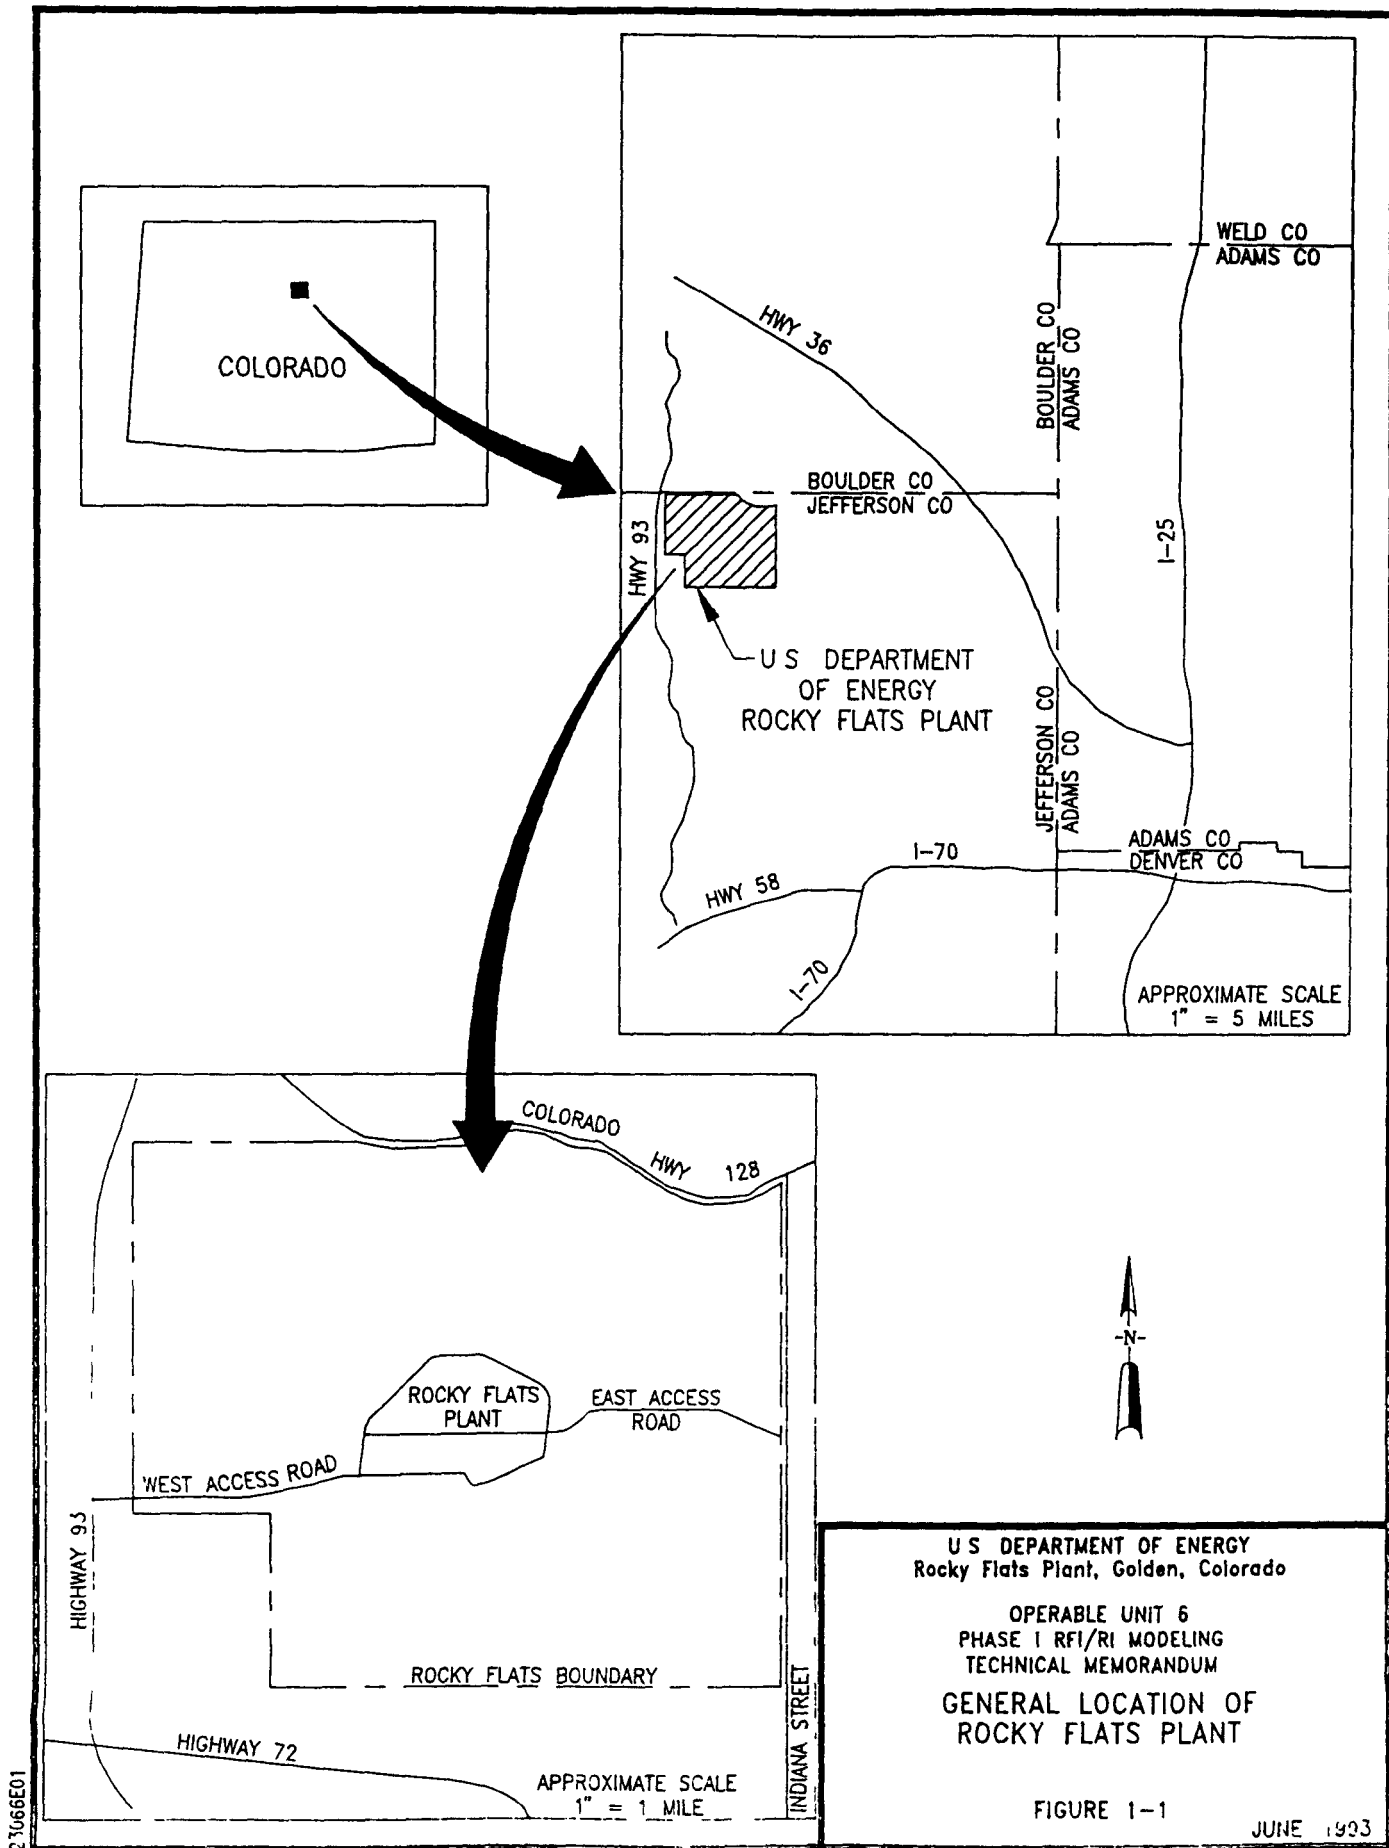 COLORADO
WELD CO
ADAMS CO
HWY 36
BOULDER CO
ADAMS CO
BOULDER CO
JEFFERSON CO
HWY 93
I-25
U S DEPARTMENT
OF ENERGY
ROCKY FLATS PLANT
JEFFERSON CO
ADAMS CO
ADAMS CO
DENVER CO
I-70
HWY 58
I-70
APPROXIMATE SCALE
1" = 5 MILES
COLORADO
HWY 128
ROCKY FLATS
PLANT
EAST ACCESS
ROAD
WEST ACCESS ROAD
HIGHWAY 93
ROCKY FLATS BOUNDARY
INDIANA STREET
HIGHWAY 72
APPROXIMATE SCALE
1" = 1 MILE
-N-
U S DEPARTMENT OF ENERGY
Rocky Flats Plant, Golden, Colorado
OPERABLE UNIT 6
PHASE I RFI/RI MODELING
TECHNICAL MEMORANDUM
GENERAL LOCATION OF
ROCKY FLATS PLANT
FIGURE 1-1
JUNE 1993
23066E01